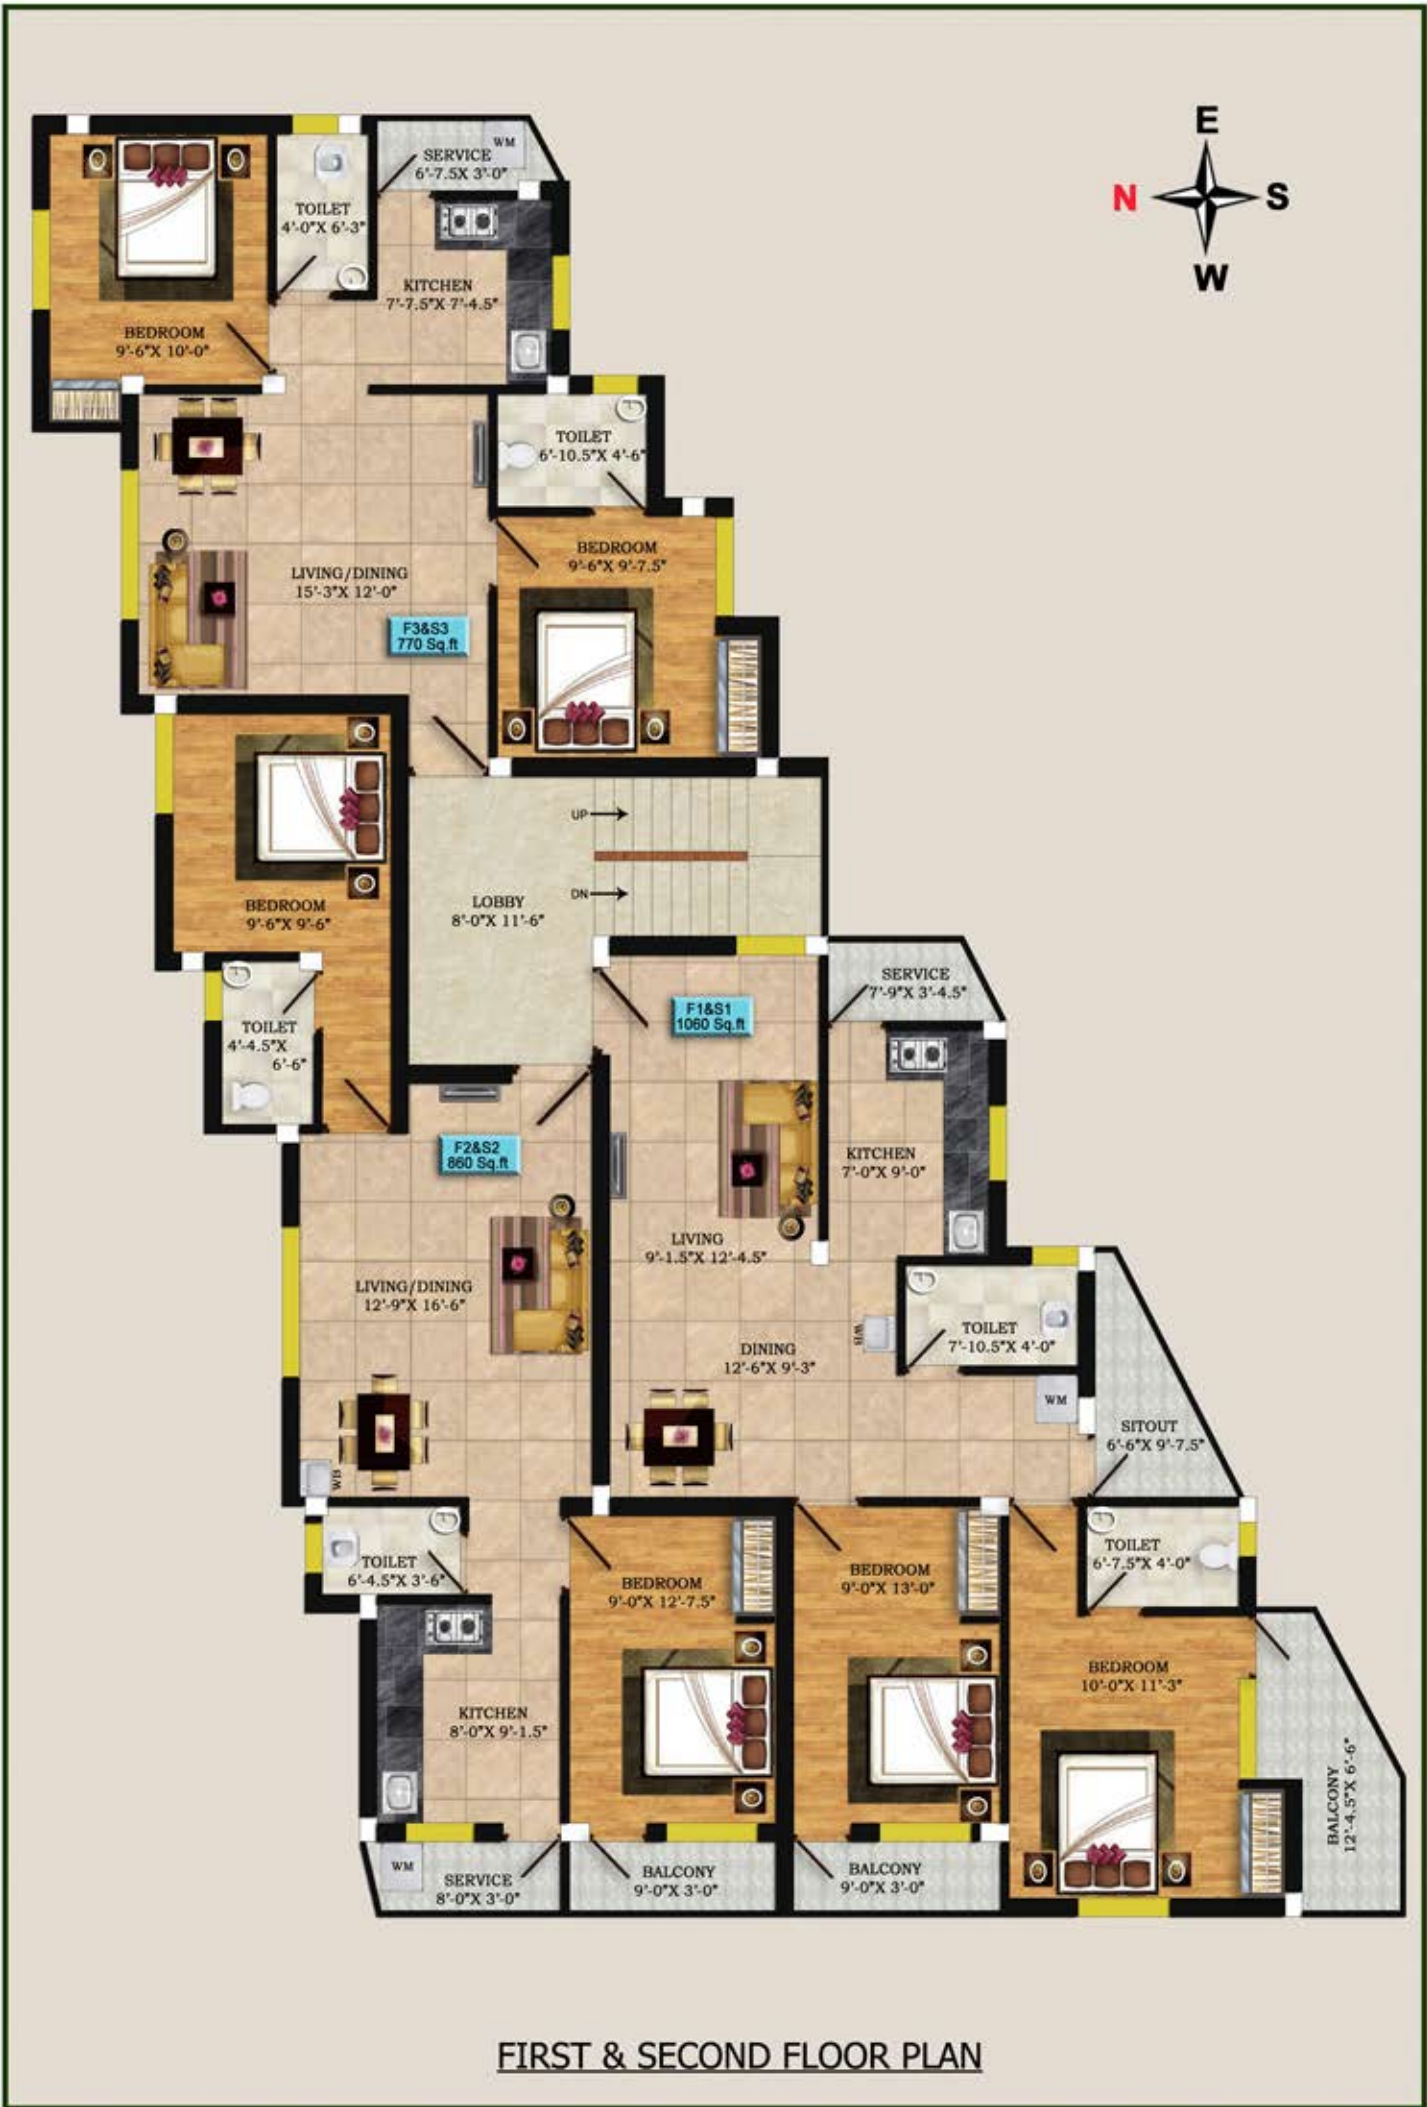 E
N
S
W
WM
SERVICE
6'-7.5X 3'-0"
TOILET
4'-0"X 6'-3"
KITCHEN
7'-7.5"X 7'-4.5"
BEDROOM
9'-6"X 10'-0"
TOILET
6'-10.5"X 4'-6"
BEDROOM
9'-6"X 9'-7.5"
LIVING/DINING
15'-3"X 12'-0"
F3&S3
770 Sq.ft
UP
DN
LOBBY
8'-0"X 11'-6"
BEDROOM
9'-6"X 9'-6"
SERVICE
7'-9"X 3'-4.5"
F1&S1
1060 Sq.ft
TOILET
4'-4.5"X
6'-6"
F2&S2
860 Sq.ft
KITCHEN
7'-0"X 9'-0"
LIVING
9'-1.5"X 12'-4.5"
LIVING/DINING
12'-9"X 16'-6"
WB
TOILET
7'-10.5"X 4'-0"
DINING
12'-6"X 9'-3"
WM
SITOUT
6'-6"X 9'-7.5"
WB
TOILET
6'-4.5"X 3'-6"
BEDROOM
9'-0"X 12'-7.5"
BEDROOM
9'-0"X 13'-0"
TOILET
6'-7.5"X 4'-0"
BEDROOM
10'-0"X 11'-3"
KITCHEN
8'-0"X 9'-1.5"
BALCONY
12'-4.5"X 6'-6"
WM
SERVICE
8'-0"X 3'-0"
BALCONY
9'-0"X 3'-0"
BALCONY
9'-0"X 3'-0"
FIRST & SECOND FLOOR PLAN